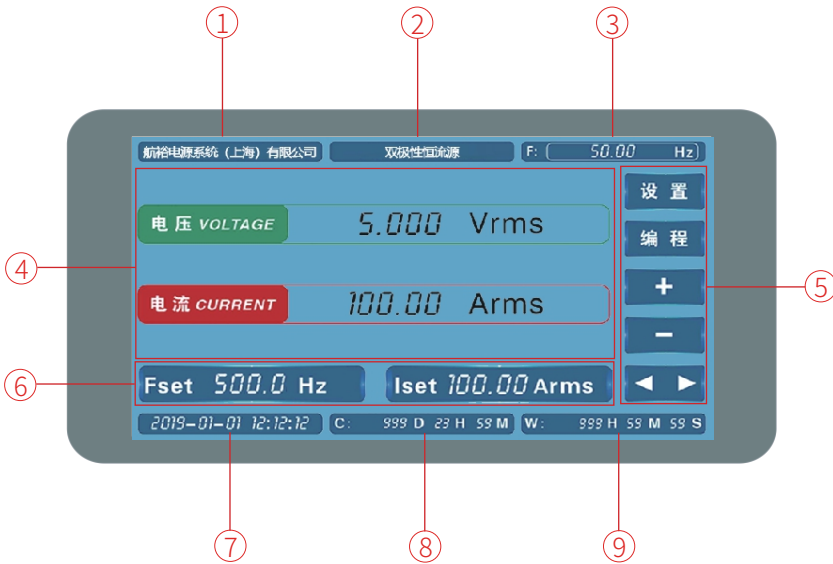 ① ② ③
航裕电源系统（上海）有限公司 双极性恒流源 F: 50.00 Hz
设置
电压 VOLTAGE 5.000 Vrms
编程
④ ⑤
+
电流 CURRENT 100.00 Arms
−
⑥
Fset 500.0 Hz Iset 100.00 Arms ◀ ▶
2019-01-01 12:12:12 C: 999 D 23 H 59 M W: 999 H 59 M 59 S
⑦ ⑧ ⑨